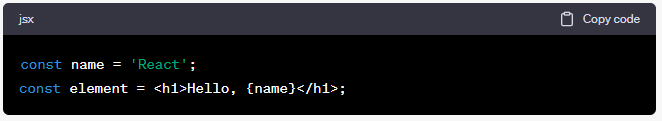 jsx
Copy code
const name = 'React';
const element = <h1>Hello, {name}</h1>;